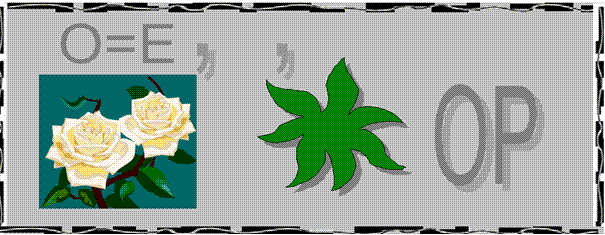 O=E , ,
OP